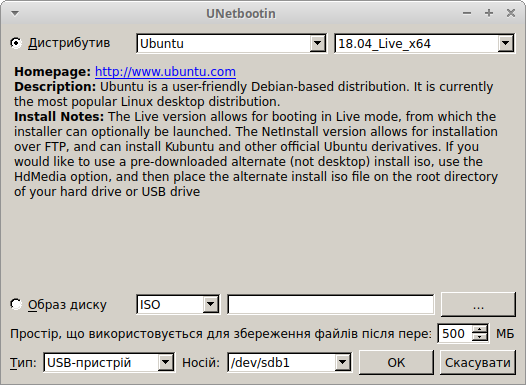 UNetbootin
Дистрибутив Ubuntu 18.04_Live_x64
Homepage: http://www.ubuntu.com
Description: Ubuntu is a user-friendly Debian-based distribution. It is currently
the most popular Linux desktop distribution.
Install Notes: The Live version allows for booting in Live mode, from which the
installer can optionally be launched. The NetInstall version allows for installation
over FTP, and can install Kubuntu and other official Ubuntu derivatives. If you
would like to use a pre-downloaded alternate (not desktop) install iso, use the
HdMedia option, and then place the alternate install iso file on the root directory
of your hard drive or USB drive
Образ диску ISO ...
Простір, що використовується для збереження файлів після пере: 500 МБ
Тип: USB-пристрій Носій: /dev/sdb1 ОК Скасувати